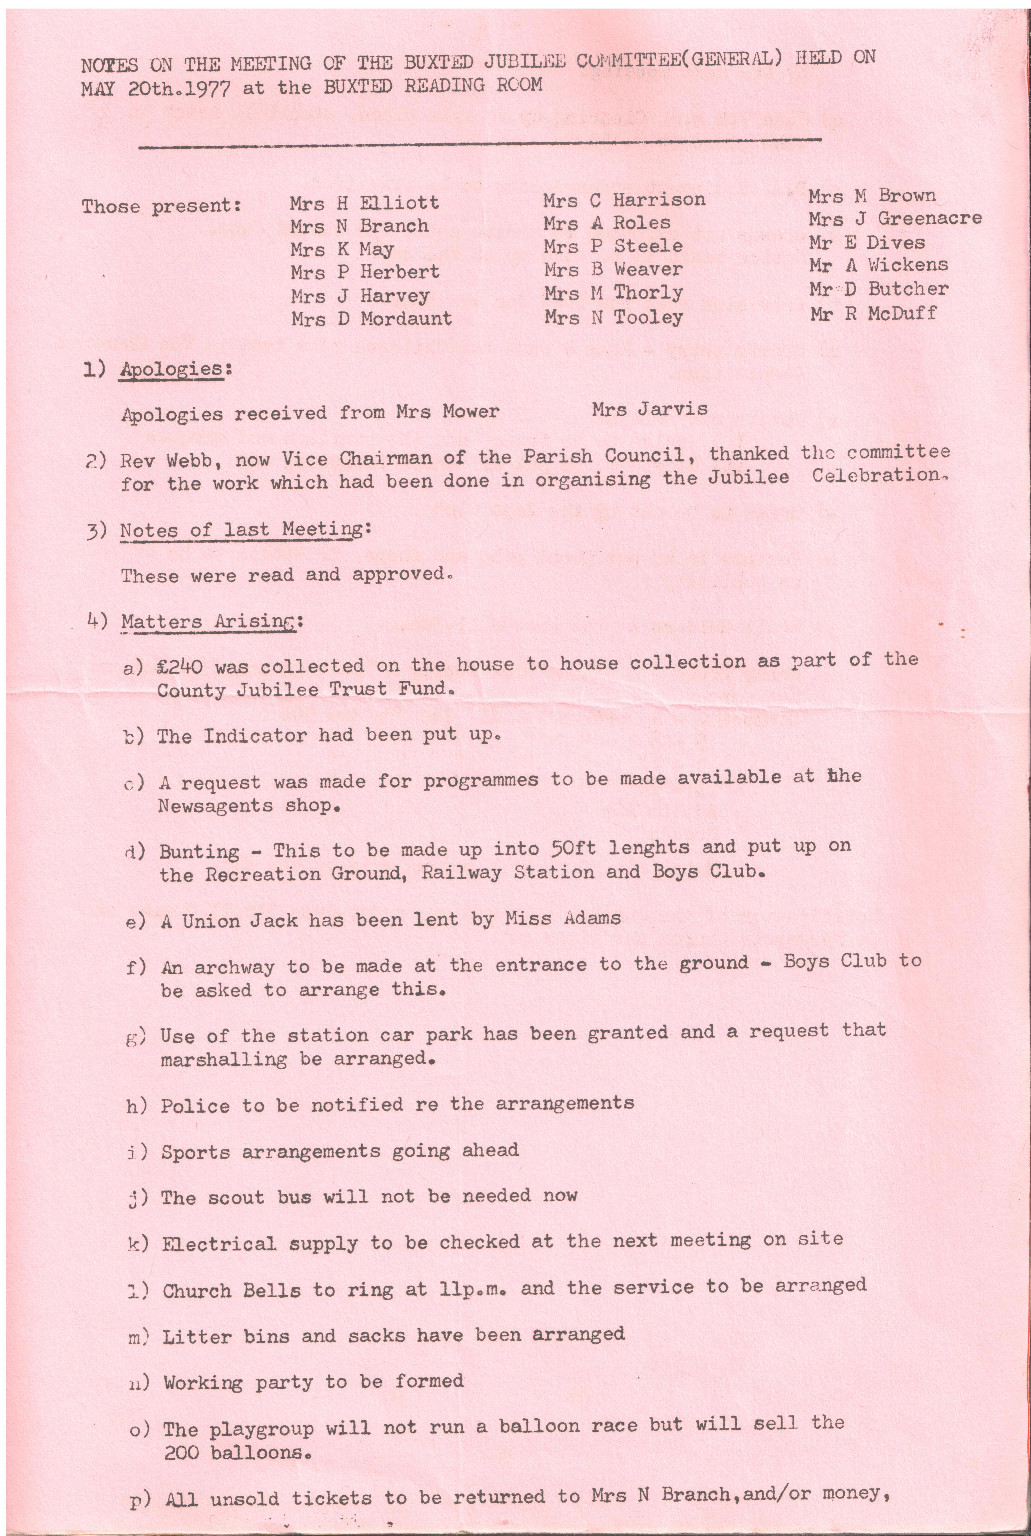 NOTES ON THE MEETING OF THE BUXTED JUBILEE COMMITTEE(GENERAL) HELD ON
MAY 20th.1977 at the BUXTED READING ROOM
Those present: Mrs H Elliott Mrs C Harrison Mrs M Brown
Mrs N Branch Mrs A Roles Mrs J Greenacre
Mrs K May Mrs P Steele Mr E Dives
Mrs P Herbert Mrs B Weaver Mr A Wickens
Mrs J Harvey Mrs M Thorly Mr D Butcher
Mrs D Mordaunt Mrs N Tooley Mr R McDuff
1) Apologies:
Apologies received from Mrs Mower Mrs Jarvis
2) Rev Webb, now Vice Chairman of the Parish Council, thanked the committee
for the work which had been done in organising the Jubilee Celebration.
3) Notes of last Meeting:
These were read and approved.
4) Matters Arising:
a) £240 was collected on the house to house collection as part of the
County Jubilee Trust Fund.
b) The Indicator had been put up.
c) A request was made for programmes to be made available at the
Newsagents shop.
d) Bunting - This to be made up into 50ft lenghts and put up on
the Recreation Ground, Railway Station and Boys Club.
e) A Union Jack has been lent by Miss Adams
f) An archway to be made at the entrance to the ground - Boys Club to
be asked to arrange this.
g) Use of the station car park has been granted and a request that
marshalling be arranged.
h) Police to be notified re the arrangements
i) Sports arrangements going ahead
j) The scout bus will not be needed now
k) Electrical supply to be checked at the next meeting on site
l) Church Bells to ring at 11p.m. and the service to be arranged
m) Litter bins and sacks have been arranged
n) Working party to be formed
o) The playgroup will not run a balloon race but will sell the
200 balloons.
p) All unsold tickets to be returned to Mrs N Branch,and/or money,